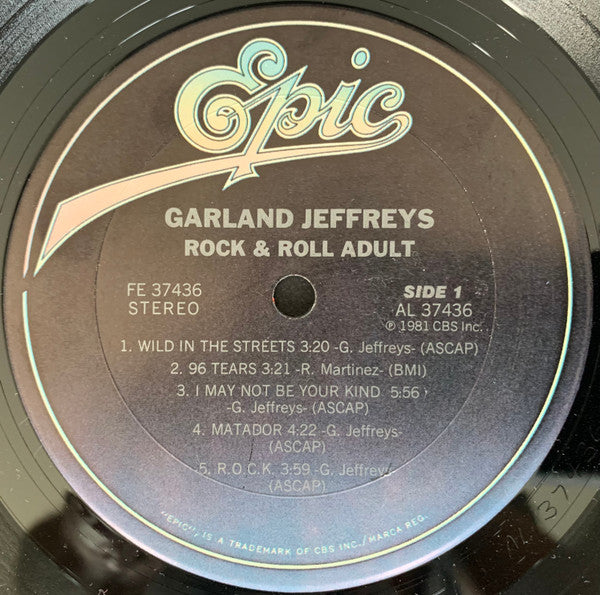 Epic
GARLAND JEFFREYS
ROCK & ROLL ADULT
FE 37436
STEREO
SIDE 1
AL 37436
℗ 1981 CBS Inc.
1. WILD IN THE STREETS 3:20 -G. Jeffreys- (ASCAP)
2. 96 TEARS 3:21 -R. Martinez- (BMI)
3. I MAY NOT BE YOUR KIND 5:56
-G. Jeffreys- (ASCAP)
4. MATADOR 4:22 -G. Jeffreys-
(ASCAP)
5. R.O.C.K. 3:59 -G. Jeffreys
(ASCAP)
"EPIC", IS A TRADEMARK OF CBS INC./MARCA REG.